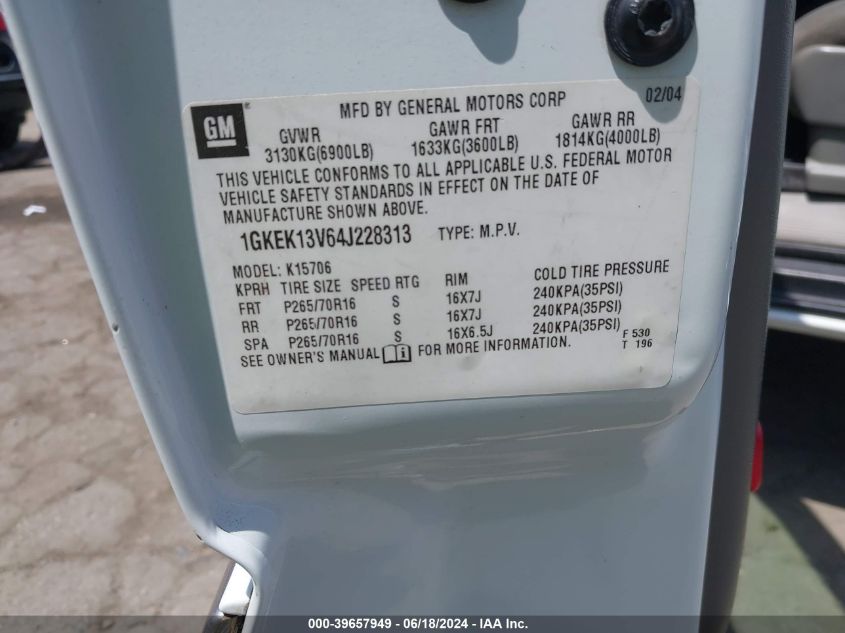 02/04
MFD BY GENERAL MOTORS CORP
GM
GVWR GAWR FRT GAWR RR
3130KG(6900LB) 1633KG(3600LB) 1814KG(4000LB)
THIS VEHICLE CONFORMS TO ALL APPLICABLE U.S. FEDERAL MOTOR
VEHICLE SAFETY STANDARDS IN EFFECT ON THE DATE OF
MANUFACTURE SHOWN ABOVE.
1GKEK13V64J228313 TYPE: M.P.V.
MODEL: K15706
KPRH TIRE SIZE SPEED RTG RIM COLD TIRE PRESSURE
FRT P265/70R16 S 16X7J 240KPA(35PSI)
RR P265/70R16 S 16X7J 240KPA(35PSI)
SPA P265/70R16 S 16X6.5J 240KPA(35PSI)
SEE OWNER'S MANUAL FOR MORE INFORMATION.
F 530
T 196
000-39657949 - 06/18/2024 - IAA Inc.